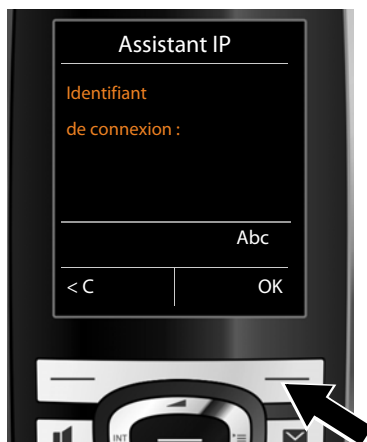 Assistant IP
Identifiant
de connexion :
Abc
< C
OK
INT